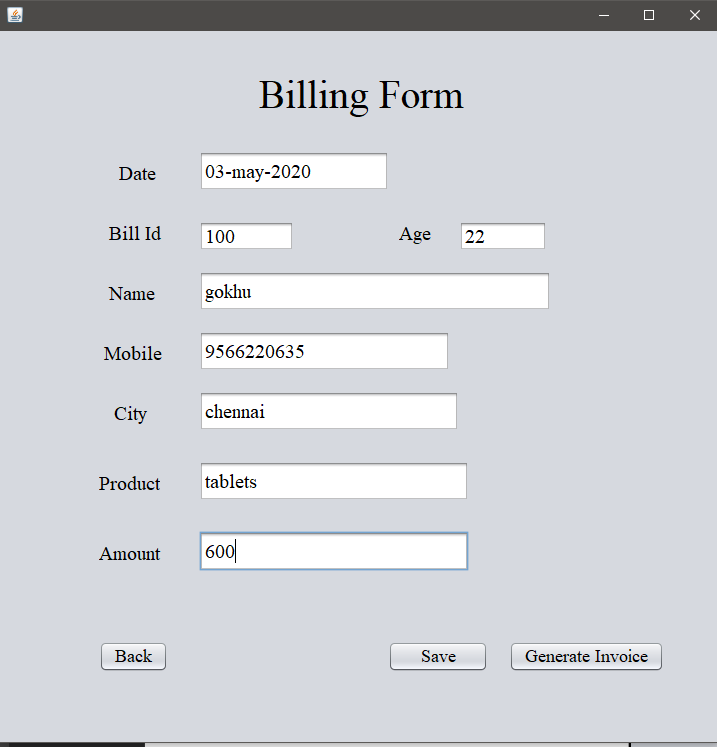 Billing Form
Date 03-may-2020
Bill Id 100 Age 22
Name gokhu
Mobile 9566220635
City chennai
Product tablets
Amount 600
Back Save Generate Invoice